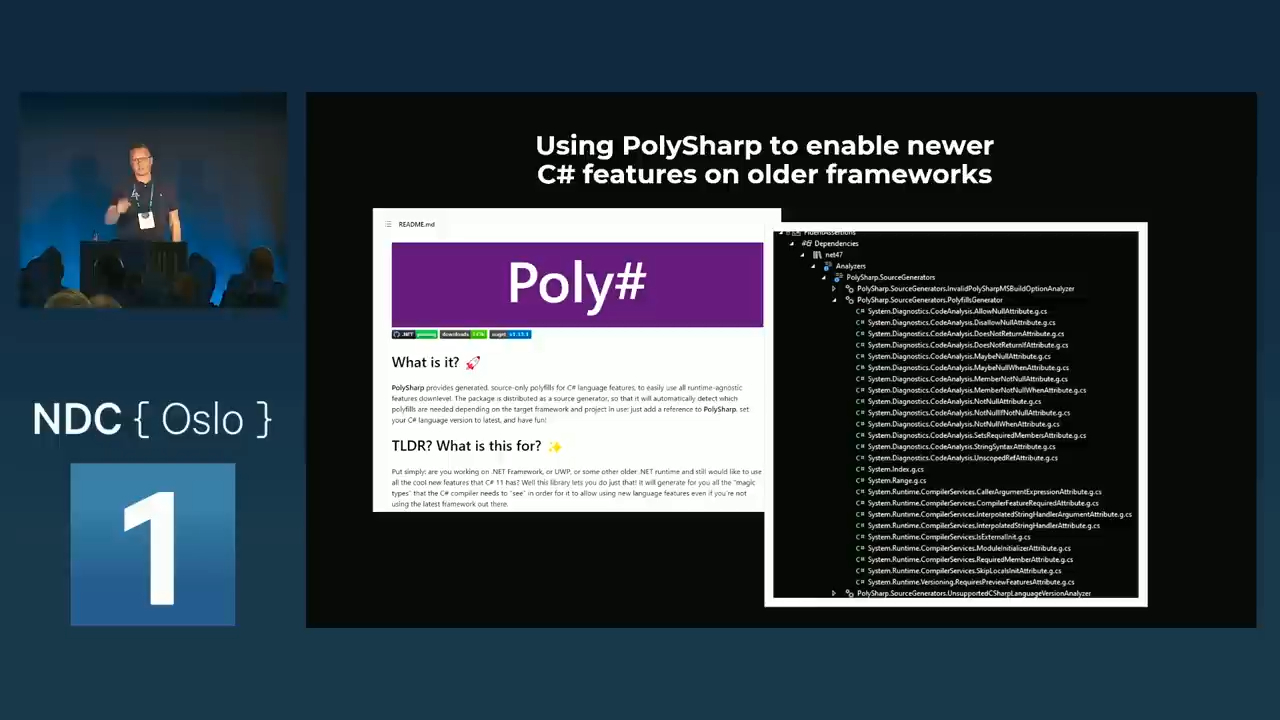 Using PolySharp to enable newer
C# features on older frameworks
README.md
Poly#
.NET passing downloads nuget v1.13.1
What is it? 🚀
PolySharp provides generated, source-only polyfills for C# language features, to easily use all runtime-agnostic
features downlevel. The package is distributed as a source generator, so that it will automatically detect which
polyfills are needed depending on the target framework and project in use: just add a reference to PolySharp, set
your C# language version to latest, and have fun!
TLDR? What is this for? ✨
Put simply: are you working on .NET Framework, or UWP, or some other older .NET runtime and still would like to use
all the cool new features that C# 11 has? Well this library lets you do just that! It will generate for you all the "magic
types" that the C# compiler needs to "see" in order for it to allow using new language features even if you're not
using the latest framework out there.
FluentAssertions
Dependencies
net47
Analyzers
PolySharp.SourceGenerators
PolySharp.SourceGenerators.InvalidPolySharpMSBuildOptionAnalyzer
PolySharp.SourceGenerators.PolyfillsGenerator
C# System.Diagnostics.CodeAnalysis.AllowNullAttribute.g.cs
C# System.Diagnostics.CodeAnalysis.DisallowNullAttribute.g.cs
C# System.Diagnostics.CodeAnalysis.DoesNotReturnAttribute.g.cs
C# System.Diagnostics.CodeAnalysis.DoesNotReturnIfAttribute.g.cs
C# System.Diagnostics.CodeAnalysis.MaybeNullAttribute.g.cs
C# System.Diagnostics.CodeAnalysis.MaybeNullWhenAttribute.g.cs
C# System.Diagnostics.CodeAnalysis.MemberNotNullAttribute.g.cs
C# System.Diagnostics.CodeAnalysis.MemberNotNullWhenAttribute.g.cs
C# System.Diagnostics.CodeAnalysis.NotNullAttribute.g.cs
C# System.Diagnostics.CodeAnalysis.NotNullIfNotNullAttribute.g.cs
C# System.Diagnostics.CodeAnalysis.NotNullWhenAttribute.g.cs
C# System.Diagnostics.CodeAnalysis.SetsRequiredMembersAttribute.g.cs
C# System.Diagnostics.CodeAnalysis.StringSyntaxAttribute.g.cs
C# System.Diagnostics.CodeAnalysis.UnscopedRefAttribute.g.cs
C# System.Index.g.cs
C# System.Range.g.cs
C# System.Runtime.CompilerServices.CallerArgumentExpressionAttribute.g.cs
C# System.Runtime.CompilerServices.CompilerFeatureRequiredAttribute.g.cs
C# System.Runtime.CompilerServices.InterpolatedStringHandlerArgumentAttribute.g.cs
C# System.Runtime.CompilerServices.InterpolatedStringHandlerAttribute.g.cs
C# System.Runtime.CompilerServices.IsExternalInit.g.cs
C# System.Runtime.CompilerServices.ModuleInitializerAttribute.g.cs
C# System.Runtime.CompilerServices.RequiredMemberAttribute.g.cs
C# System.Runtime.CompilerServices.SkipLocalsInitAttribute.g.cs
C# System.Runtime.Versioning.RequiresPreviewFeaturesAttribute.g.cs
PolySharp.SourceGenerators.UnsupportedCSharpLanguageVersionAnalyzer
NDC { Oslo }
1